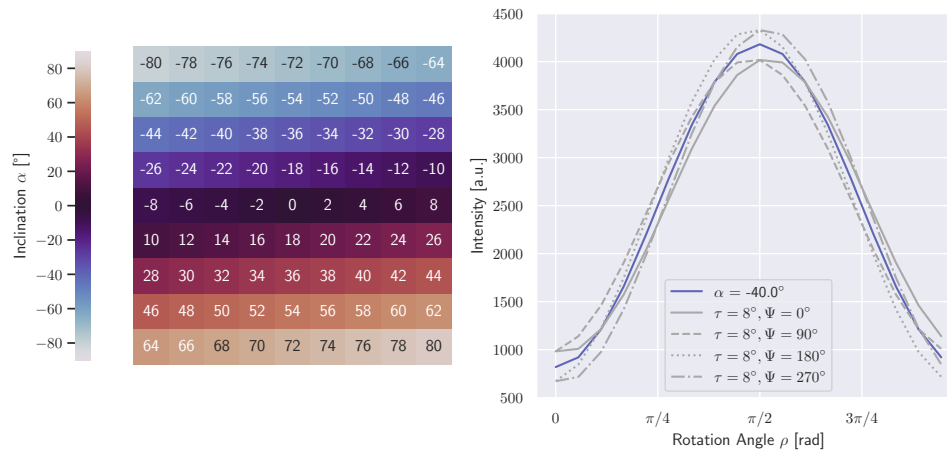 Inclination α [°]
80
60
40
20
0
−20
−40
−60
−80
-80 -78 -76 -74 -72 -70 -68 -66 -64
-62 -60 -58 -56 -54 -52 -50 -48 -46
-44 -42 -40 -38 -36 -34 -32 -30 -28
-26 -24 -22 -20 -18 -16 -14 -12 -10
-8 -6 -4 -2 0 2 4 6 8
10 12 14 16 18 20 22 24 26
28 30 32 34 36 38 40 42 44
46 48 50 52 54 56 58 60 62
64 66 68 70 72 74 76 78 80
Intensity [a.u.]
4500
4000
3500
3000
2500
2000
1500
1000
500
α = -40.0°
τ = 8°, Ψ = 0°
τ = 8°, Ψ = 90°
τ = 8°, Ψ = 180°
τ = 8°, Ψ = 270°
0 π/4 π/2 3π/4
Rotation Angle ρ [rad]